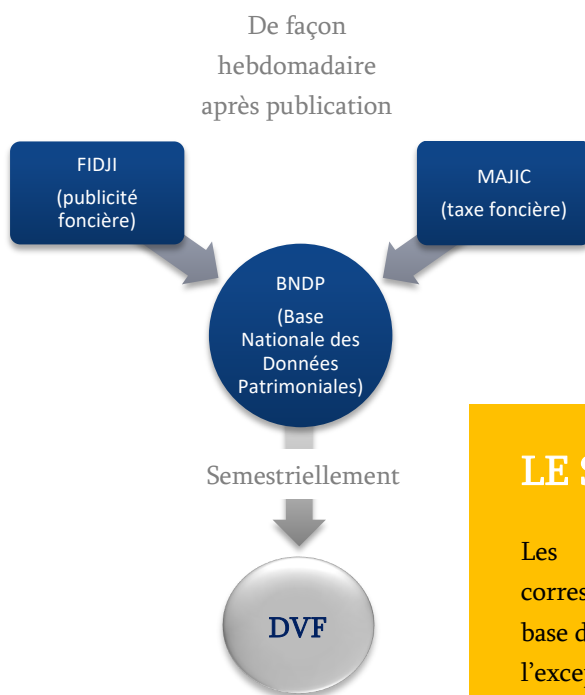 De façon
hebdomadaire
après publication
FIDJI
(publicité
foncière)
MAJIC
(taxe foncière)
BNDP
(Base
Nationale des
Données
Patrimoniales)
Semestriellement
DVF
LE
Les
base